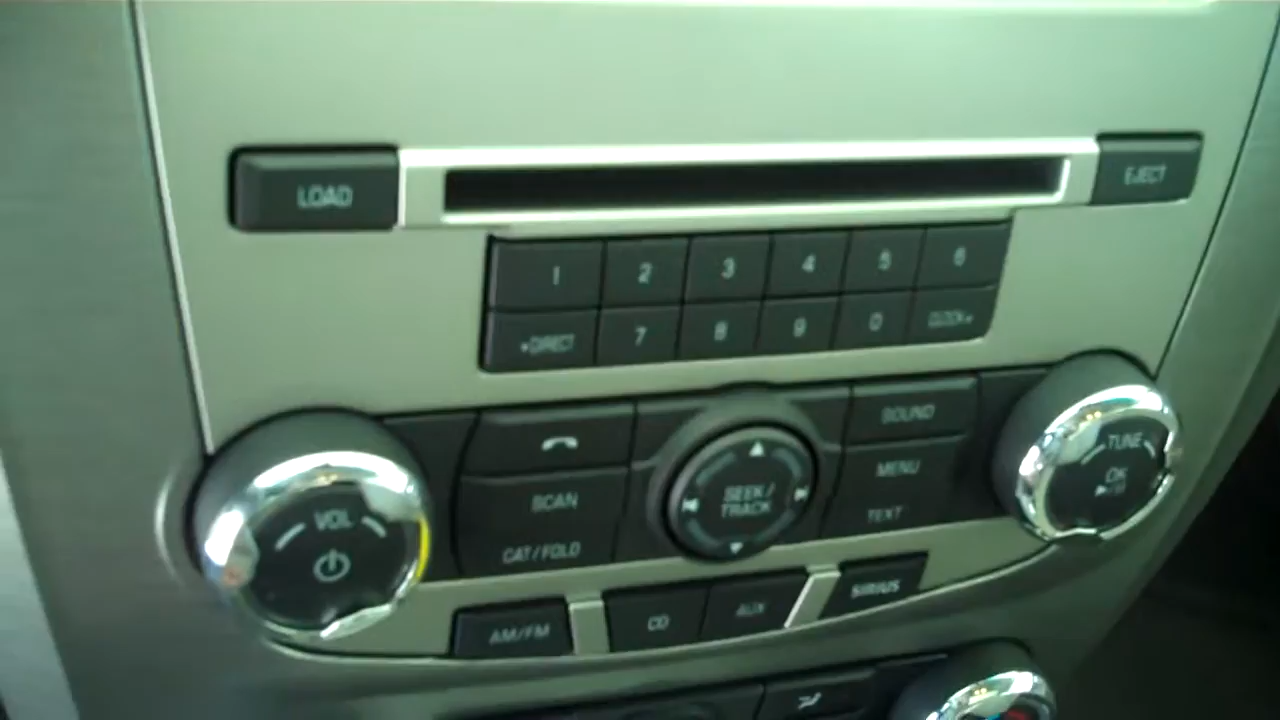 LOAD
EJECT
1 2 3 4 5 6
DIRECT 7 8 9 0 CLOCK
SOUND
TUNE
MENU
OK
SEEK/
TRACK
SCAN
VOL
TEXT
CAT/FOLD
SIRIUS
AUX
CD
AM/FM